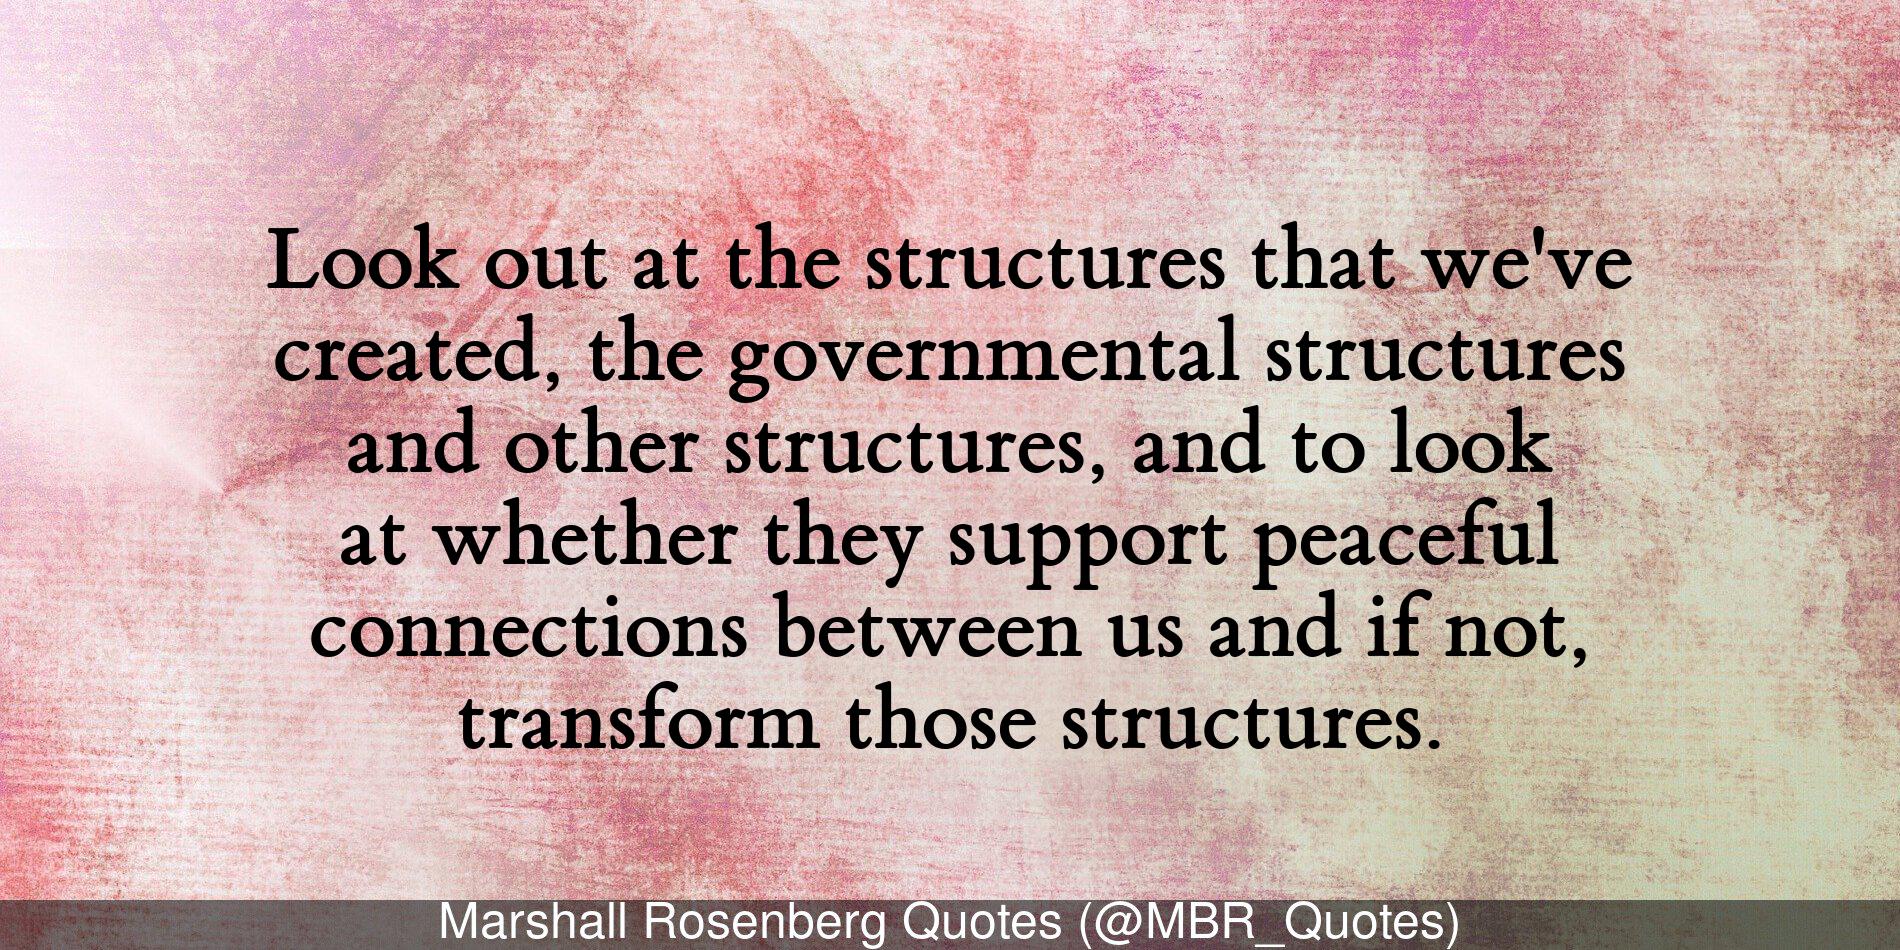 Look out at the structures that we've
created, the governmental structures
and other structures, and to look
at whether they support peaceful
connections between us and if not,
transform those structures.
Marshall Rosenberg Quotes (@MBR_Quotes)